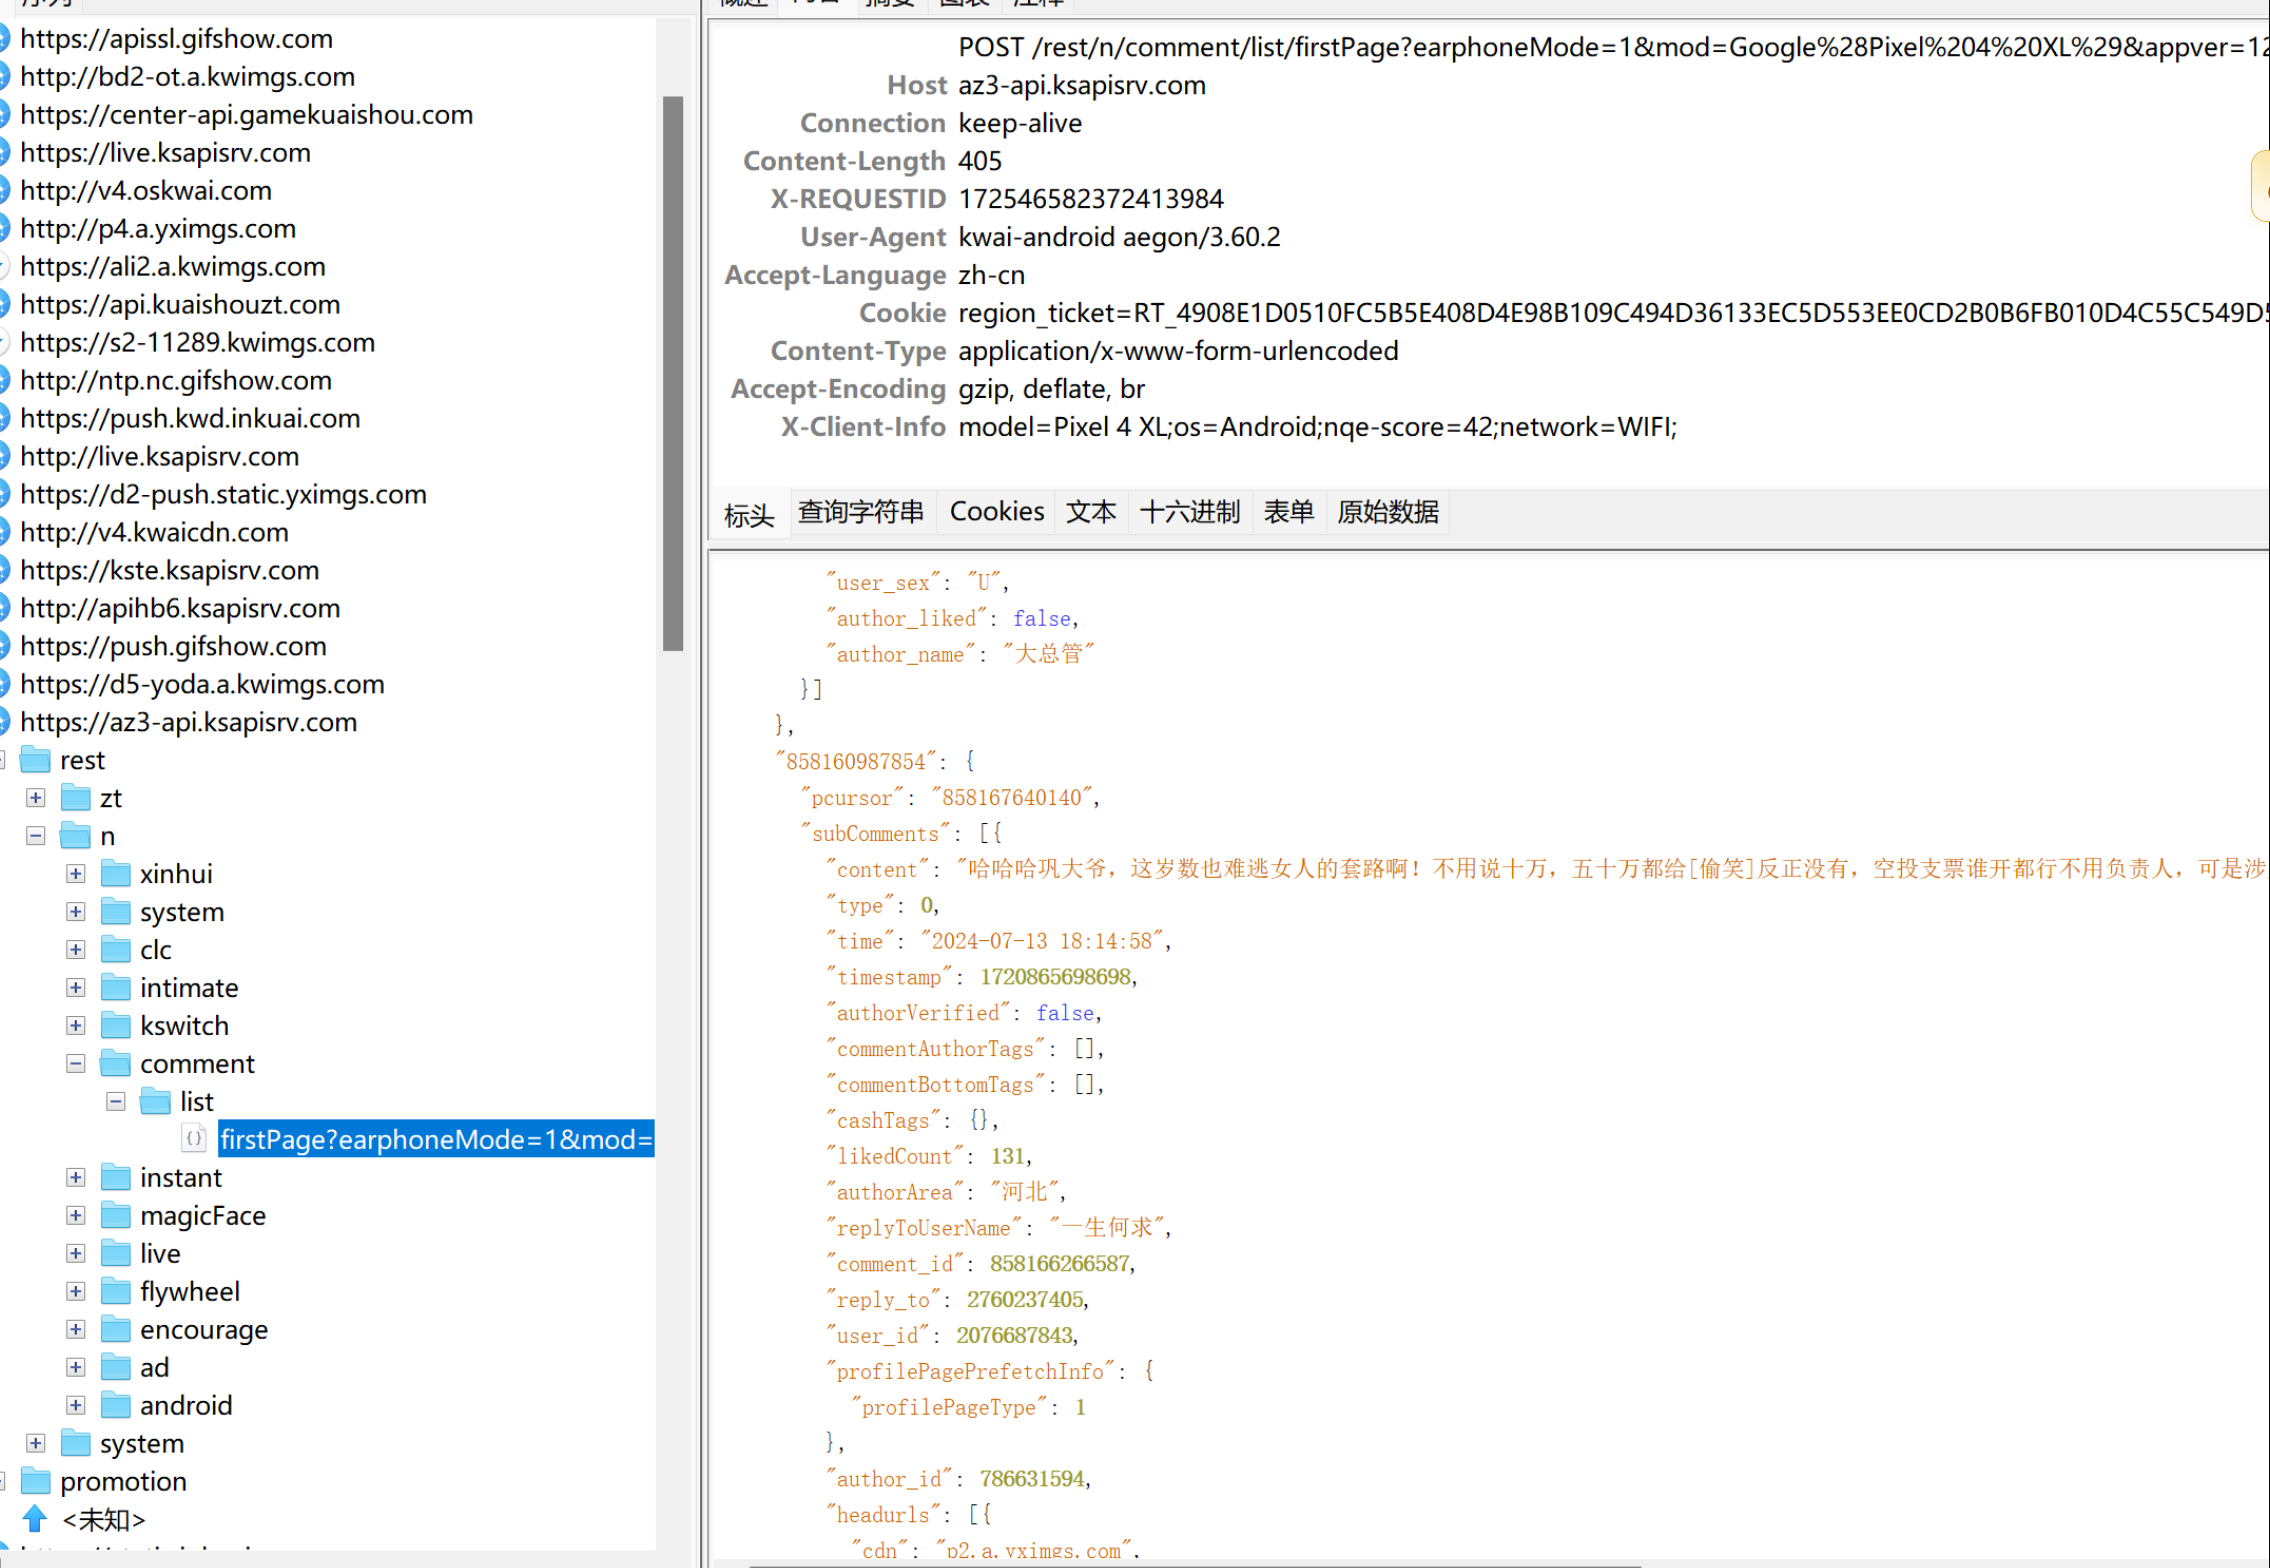 序列
https://apissl.gifshow.com
http://bd2-ot.a.kwimgs.com
https://center-api.gamekuaishou.com
https://live.ksapisrv.com
http://v4.oskwai.com
http://p4.a.yximgs.com
https://ali2.a.kwimgs.com
https://api.kuaishouzt.com
https://s2-11289.kwimgs.com
http://ntp.nc.gifshow.com
https://push.kwd.inkuai.com
http://live.ksapisrv.com
https://d2-push.static.yximgs.com
http://v4.kwaicdn.com
https://kste.ksapisrv.com
http://apihb6.ksapisrv.com
https://push.gifshow.com
https://d5-yoda.a.kwimgs.com
https://az3-api.ksapisrv.com
rest
zt
n
xinhui
system
clc
intimate
kswitch
comment
list
firstPage?earphoneMode=1&mod=
instant
magicFace
live
flywheel
encourage
ad
android
system
promotion
<未知>
概述 内容 摘要 图表 注释
POST /rest/n/comment/list/firstPage?earphoneMode=1&mod=Google%28Pixel%204%20XL%29&appver=12
Host az3-api.ksapisrv.com
Connection keep-alive
Content-Length 405
X-REQUESTID 172546582372413984
User-Agent kwai-android aegon/3.60.2
Accept-Language zh-cn
Cookie region_ticket=RT_4908E1D0510FC5B5E408D4E98B109C494D36133EC5D553EE0CD2B0B6FB010D4C55C549D5
Content-Type application/x-www-form-urlencoded
Accept-Encoding gzip, deflate, br
X-Client-Info model=Pixel 4 XL;os=Android;nqe-score=42;network=WIFI;
标头 查询字符串 Cookies 文本 十六进制 表单 原始数据
"user_sex": "U",
"author_liked": false,
"author_name": "大总管"
}]
},
"858160987854": {
"pcursor": "858167640140",
"subComments": [{
"content": "哈哈哈巩大爷，这岁数也难逃女人的套路啊！不用说十万，五十万都给[偷笑]反正没有，空投支票谁开都行不用负责人，可是涉
"type": 0,
"time": "2024-07-13 18:14:58",
"timestamp": 1720865698698,
"authorVerified": false,
"commentAuthorTags": [],
"commentBottomTags": [],
"cashTags": {},
"likedCount": 131,
"authorArea": "河北",
"replyToUserName": "一生何求",
"comment_id": 858166266587,
"reply_to": 2760237405,
"user_id": 2076687843,
"profilePagePrefetchInfo": {
"profilePageType": 1
},
"author_id": 786631594,
"headurls": [{
"cdn": "p2.a.yximgs.com",